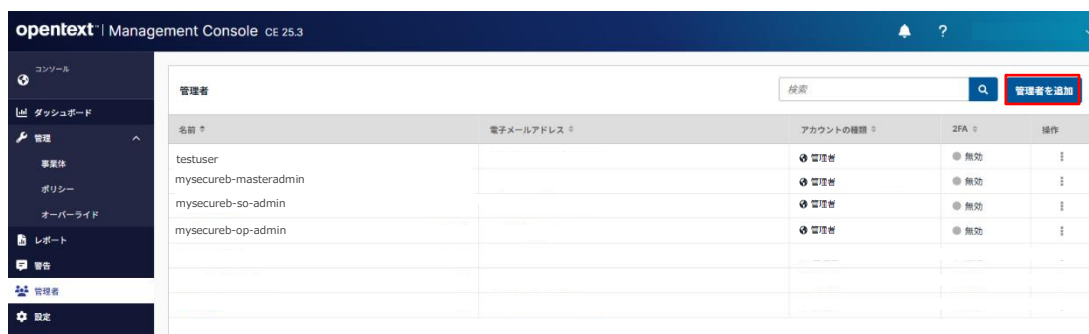 opentext™ | Management Console CE 25.3
?
コンソール
ダッシュボード
管理
事業体
ポリシー
オーバーライド
レポート
警告
管理者
設定
管理者
検索
管理者を追加
名前 電子メールアドレス アカウントの種類 2FA 操作
testuser 管理者 無効
mysecureb-masteradmin 管理者 無効
mysecureb-so-admin 管理者 無効
mysecureb-op-admin 管理者 無効